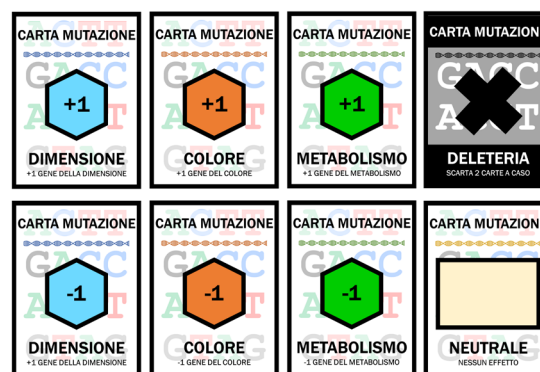 CARTA MUTAZIONE
GACC
+1
DIMENSIONE
+1 GENE DELLA DIMENSIONE
CARTA MUTAZIONE
+1
COLORE
+1 GENE DEL COLORE
CARTA MUTAZIONE
+1
METABOLISMO
+1 GENE DEL METABOLISMO
CARTA MUTAZION
DELETERIA
SCARTA 2 CARTE A CASO
CARTA MUTAZIONE
-1
DIMENSIONE
+1 GENE DELLA DIMENSIONE
CARTA MUTAZIONE
-1
COLORE
-1 GENE DEL COLORE
CARTA MUTAZIONE
-1
METABOLISMO
-1 GENE DEL METABOLISMO
CARTA MUTAZION
NEUTRALE
NESSUN EFFETTO